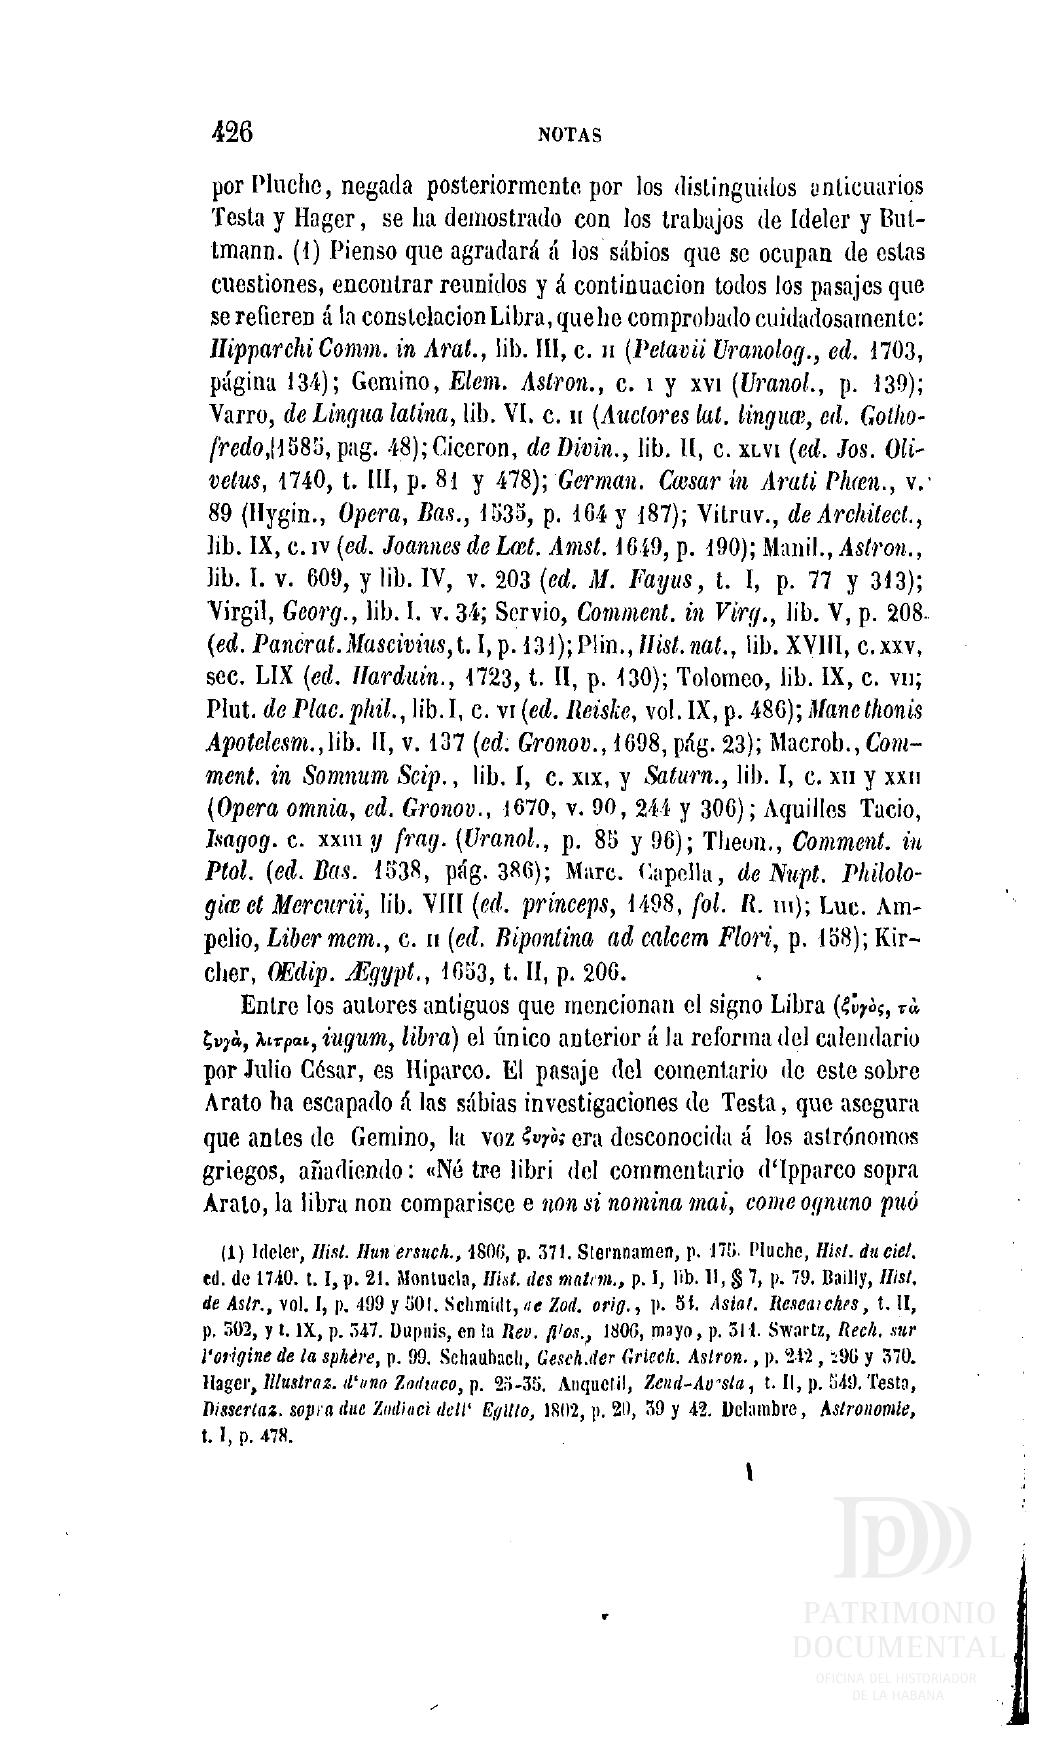 426 NOTAS
por Pluche, negada posteriormente por los distinguidos anticuarios
Testa y Hager, se ha demostrado con los trabajos de Ideler y But-
tmann. (1) Pienso que agradará á los sábios que se ocupan de estas
cuestiones, encontrar reunidos y á continuacion todos los pasajes que
se refieren á la constelacion Libra, que he comprobado cuidadosamente:
Hipparchi Comm. in Arat., lib. III, c. II (Petavii Uranolog., ed. 1703,
página 134); Gemino, Elem. Astron., c. I y XVI (Uranol., p. 139);
Varro, de Lingua latina, lib. VI. c. II (Auctores lat. linguæ, ed. Gotho-
fredo, 1585, pag. 48); Ciceron, de Divin., lib. II, c. XLVI (ed. Jos. Oli-
vetus, 1740, t. III, p. 81 y 478); German. Cæsar in Arati Phæn., v.
89 (Hygin., Opera, Bas., 1535, p. 164 y 187); Vitruv., de Architect.,
lib. IX, c. IV (ed. Joannes de Læt. Amst. 1649, p. 190); Manil., Astron.,
lib. I. v. 609, y lib. IV, v. 203 (ed. M. Fayus, t. I, p. 77 y 313);
Virgil, Georg., lib. I. v. 34; Servio, Comment. in Virg., lib. V, p. 208
(ed. Pancrat. Mascivius, t. I, p. 131); Plin., Hist. nat., lib. XVIII, c. XXV,
sec. LIX (ed. Harduin., 1723, t. II, p. 130); Tolomeo, lib. IX, c. VII;
Plut. de Plac. phil., lib. I, c. VI (ed. Reiske, vol. IX, p. 486); Manethonis
Apotelesm., lib. II, v. 137 (ed. Gronov., 1698, pág. 23); Macrob., Com-
ment. in Somnum Scip., lib. I, c. XIX, y Saturn., lib. I, c. XII y XXII
(Opera omnia, ed. Gronov., 1670, v. 90, 244 y 306); Aquilles Tacio,
Isagog. c. XXIII y frag. (Uranol., p. 85 y 96); Theon., Comment. in
Ptol. (ed. Bas. 1538, pág. 386); Marc. Capella, de Nupt. Philolo-
giæ et Mercurii, lib. VIII (ed. princeps, 1498, fol. R. III); Luc. Am-
pelio, Liber mem., c. II (ed. Bipontina ad calcem Flori, p. 158); Kir-
cher, Œdip. Ægypt., 1653, t. II, p. 206.
Entre los autores antiguos que mencionan el signo Libra (ξυγὸς, τὰ
ζυγὰ, λιτραι, iugum, libra) el único anterior á la reforma del calendario
por Julio César, es Hiparco. El pasaje del comentario de este sobre
Arato ha escapado á las sábias investigaciones de Testa, que asegura
que antes de Gemino, la voz ξυγὸς era desconocida á los astrónomos
griegos, añadiendo: «Né tre libri del commentario d'Ipparco sopra
Arato, la libra non comparisce e non si nomina mai, come ognuno puó
(1) Ideler, Hist. Hun ersuch., 1806, p. 371. Sternnamen, p. 175. Pluche, Hist. du ciel.
ed. de 1740. t. I, p. 21. Montucla, Hist. des matem., p. I, lib. II, § 7, p. 79. Bailly, Hist.
de Astr., vol. I, p. 499 y 501. Schmidt, de Zod. orig., p. 54. Asiat. Researches, t. II,
p. 302, y t. IX, p. 347. Dupuis, en la Rev. filos., 1806, mayo, p. 311. Swartz, Rech. sur
l'origine de la sphère, p. 99. Schaubach, Gesch. der Griech. Astron., p. 242, 296 y 370.
Hager, Illustraz. d'uno Zodiaco, p. 25-35. Anquetil, Zend-Avesta, t. II, p. 549. Testa,
Dissertaz. sopra due Zodiaci dell' Egitto, 1802, p. 20, 39 y 42. Delambre, Astronomie,
t. I, p. 478.
PATRIMONIO
DOCUMENTAL
OFICINA DEL HISTORIADOR
DE LA HABANA